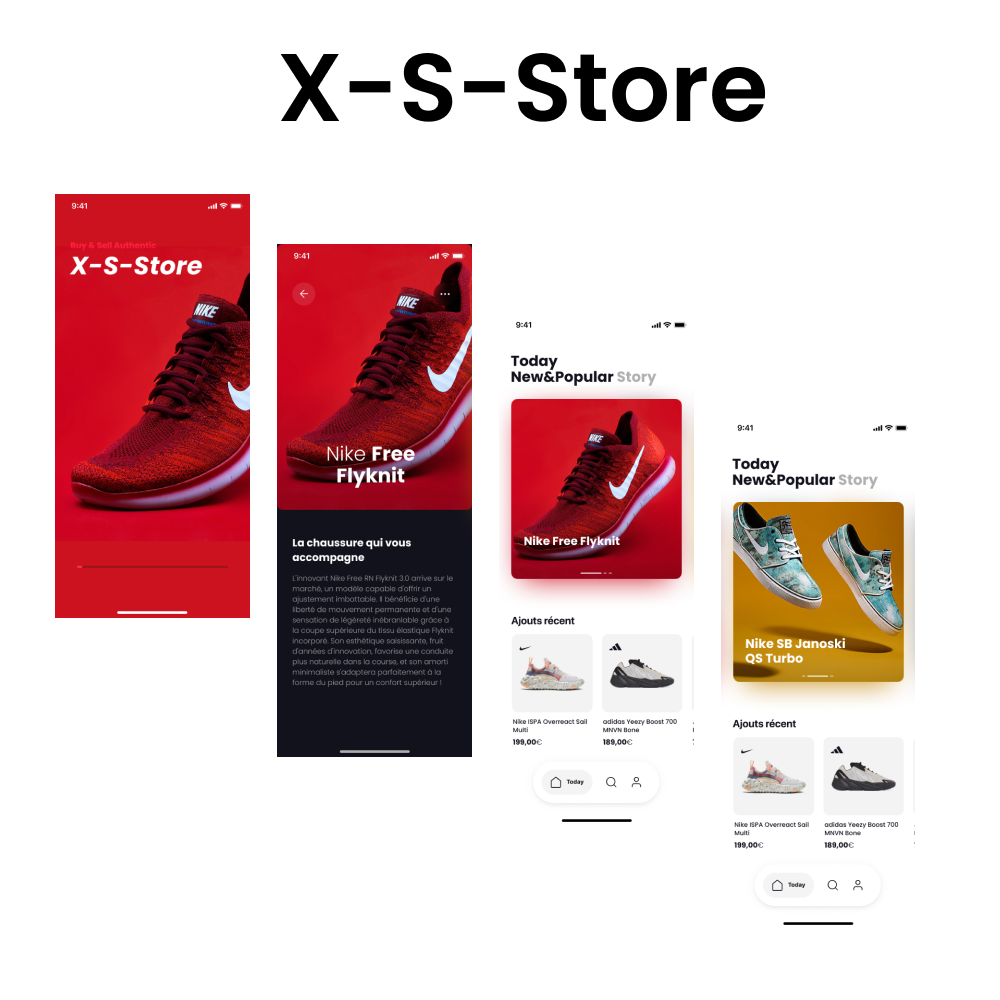 X-S-Store
9:41
Buy & Sell Authentic
X-S-Store
NIKE
9:41
NIKE
Nike Free
Flyknit
La chaussure qui vous
accompagne
L'innovant Nike Free RN Flyknit 3.0 arrive sur le
marché, un modèle capable d'offrir un
ajustement imbattable. Il bénéficie d'une
liberté de mouvement permanente et d'une
sensation de légèreté inébranlable grâce à
la coupe supérieure du tissu élastique Flyknit
incorporé. Son esthétique saisissante, fruit
d'années d'innovation, favorise une conduite
plus naturelle dans la course, et son amorti
minimaliste s'adaptera parfaitement à la
forme du pied pour un confort supérieur !
9:41
Today
New&Popular Story
NIKE
Nike Free Flyknit
Ajouts récent
Nike ISPA Overreact Sail
Multi
199,00€
adidas Yeezy Boost 700
MNVN Bone
189,00€
Today
9:41
Today
New&Popular Story
Nike SB Janoski
QS Turbo
Ajouts récent
Nike ISPA Overreact Sail
Multi
199,00€
adidas Yeezy Boost 700
MNVN Bone
189,00€
Today